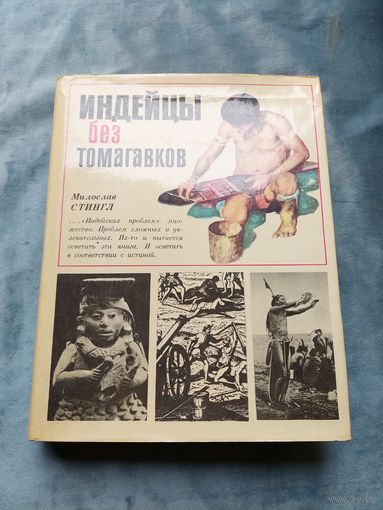 ИНДЕЙЦЫ
без
ТОМАГАВКОВ
Милослав
СТИНГЛ
...«Индейских проблем» мно-
жество. Проблем сложных и ув-
лекательных. Их-то и пытается
осветить эта книга. И осветить
в соответствии с истиной.